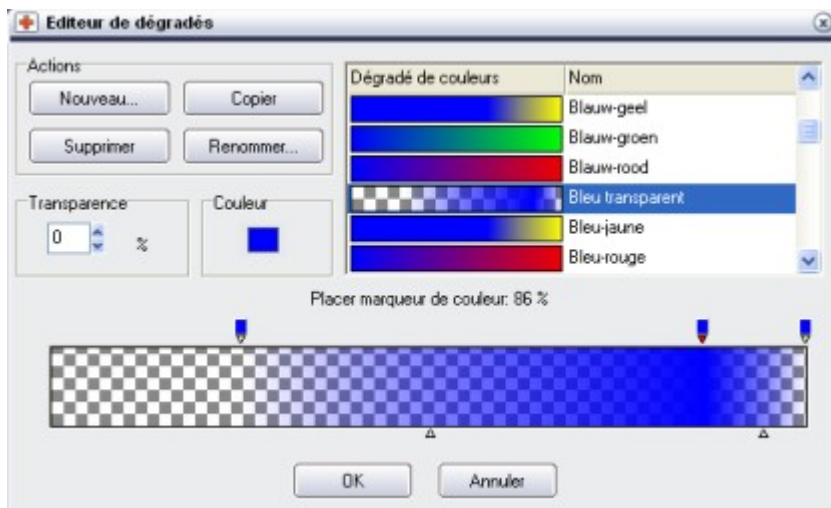 Editeur de dégradés
Actions
Nouveau...
Copier
Supprimer
Renommer...
Transparence
0
%
Couleur
Dégradé de couleurs
Nom
Blauw-geel
Blauw-groen
Blauw-rood
Bleu transparent
Bleu-jaune
Bleu-rouge
Placer marqueur de couleur: 86 %
OK
Annuler